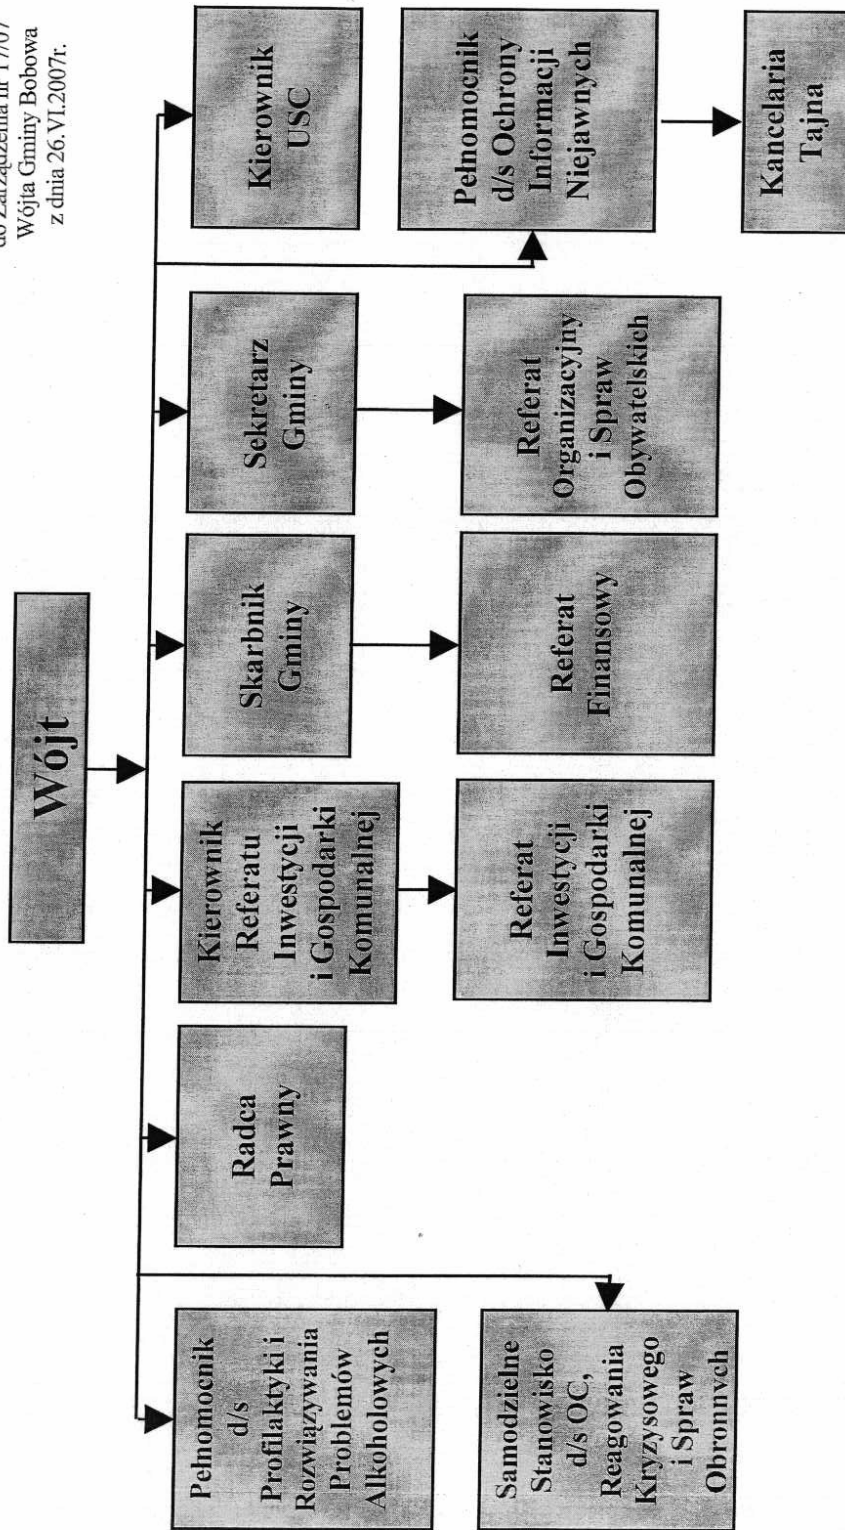 do Zarządzenia nr 17/07
Wójta Gminy Bobowa
z dnia 26.VI.2007r.
Wójt
Pełnomocnik
d/s
Profilaktyki i
Rozwiązywania
Problemów
Alkoholowych
Radca
Prawny
Kierownik
Referatu
Inwestycji
i Gospodarki
Komunalnej
Skarbnik
Gminy
Sekretarz
Gminy
Kierownik
USC
Samodzielne
Stanowisko
d/s OC,
Reagowania
Kryzysowego
i Spraw
Obronnych
Referat
Inwestycji
i Gospodarki
Komunalnej
Referat
Finansowy
Referat
Organizacyjny
i Spraw
Obywatelskich
Pełnomocnik
d/s Ochrony
Informacji
Niejawnych
Kancelaria
Tajna